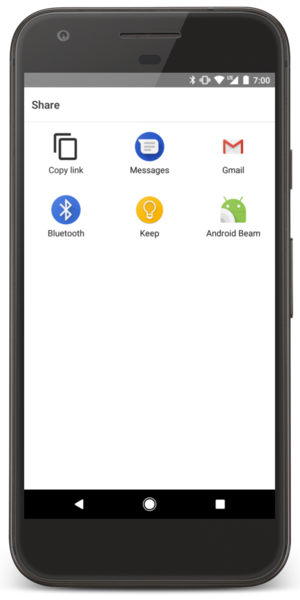 7:00
Share
Copy link
Messages
Gmail
Bluetooth
Keep
Android Beam